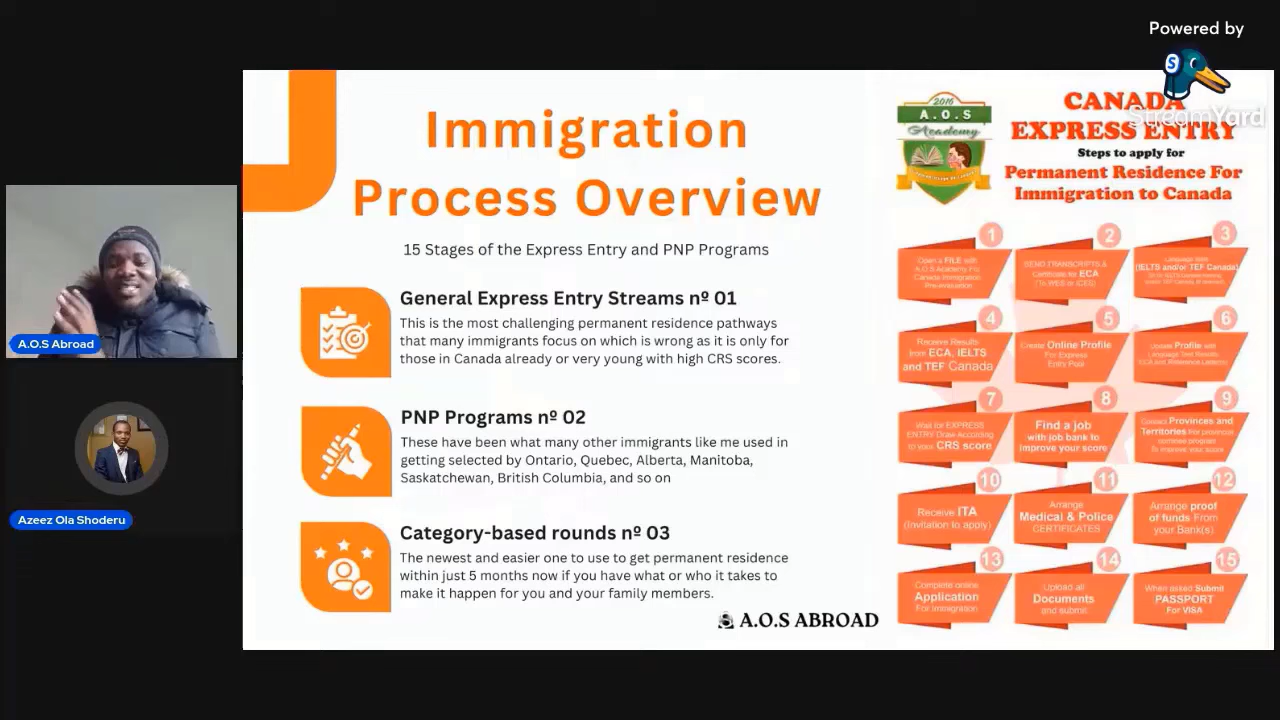 Powered by
StreamYard
Immigration
Process Overview
15 Stages of the Express Entry and PNP Programs
General Express Entry Streams nº 01
This is the most challenging permanent residence pathways
that many immigrants focus on which is wrong as it is only for
those in Canada already or very young with high CRS scores.
PNP Programs nº 02
These have been what many other immigrants like me used in
getting selected by Ontario, Quebec, Alberta, Manitoba,
Saskatchewan, British Columbia, and so on
Category-based rounds nº 03
The newest and easier one to use to get permanent residence
within just 5 months now if you have what or who it takes to
make it happen for you and your family members.
A.O.S ABROAD
2016
A.O.S
Academy
CANADA
EXPRESS ENTRY
Steps to apply for
Permanent Residence For
Immigration to Canada
1
Open a FILE with
A.O.S Academy For
Canada Immigration
Pre-evaluation
2
SEND TRANSCRIPTS &
Certificate for ECA
(To WES or ICES)
3
(IELTS and/or TEF Canada)
4
Receive Results
from ECA, IELTS
and TEF Canada
5
Create Online Profile
For Express
Entry Pool
6
Update Profile with
Language Test Results
7
Wait for EXPRESS
ENTRY Draw According
to your CRS score
8
Find a job
with job bank to
improve your score
9
Contact Provinces and
Territories For provincial
nominee program
To improve your score
10
Receive ITA
(Invitation to apply)
11
Arrange
Medical & Police
CERTIFICATES
12
Arrange proof
of funds From
your Bank(s)
13
Complete online
Application
For Immigration
14
Upload all
Documents
and submit
15
When asked Submit
PASSPORT
For VISA
A.O.S Abroad
Azeez Ola Shoderu